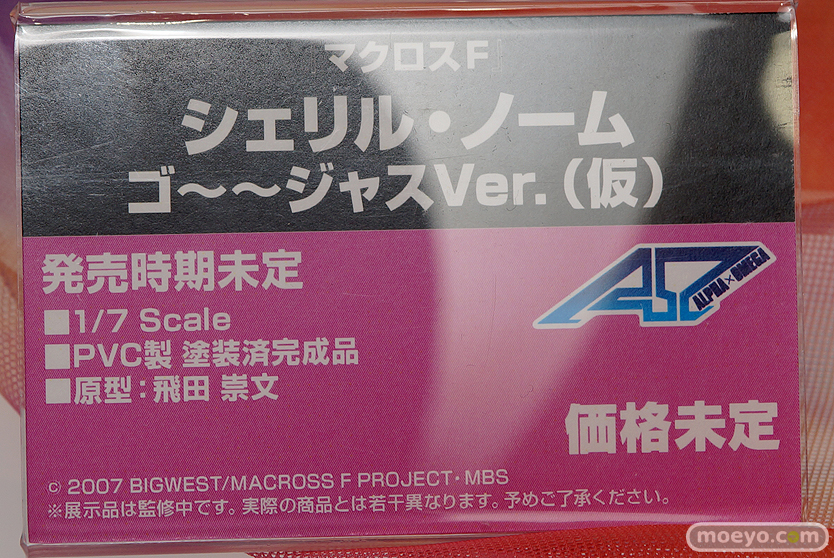 マクロスF
シェリル・ノーム
ゴ～～ジャスVer.（仮）
発売時期未定
■1/7 Scale
■PVC製 塗装済完成品
■原型：飛田 崇文
ALPHA×OMEGA
価格未定
© 2007 BIGWEST/MACROSS F PROJECT・MBS
※展示品は監修中です。実際の商品とは若干異なります。予めご了承ください。
moeyo.com